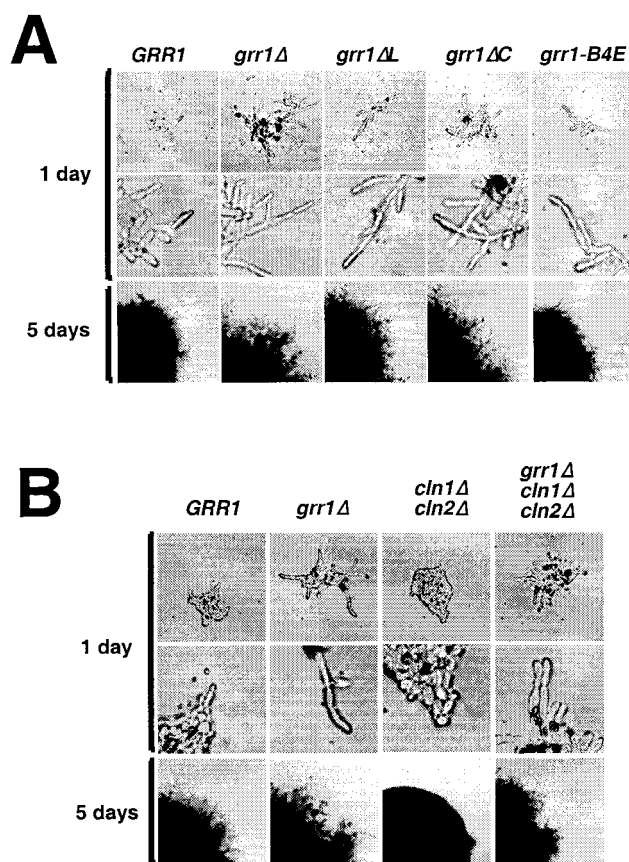 A
GRR1 grr1Δ grr1ΔL grr1ΔC grr1-B4E
1 day
5 days
B
GRR1 grr1Δ cln1Δ cln2Δ grr1Δ cln1Δ cln2Δ
1 day
5 days